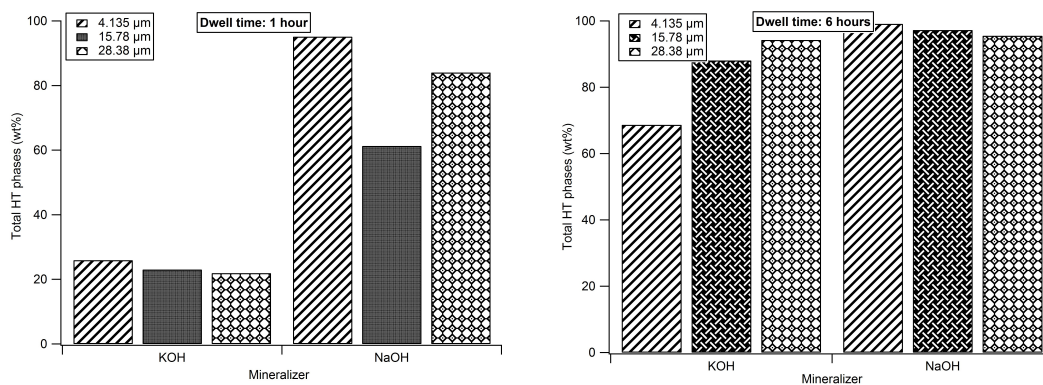 Dwell time: 1 hour
4.135 µm
15.78 µm
28.38 µm
Total HT phases (wt%)
100
80
60
40
20
0
KOH
NaOH
Mineralizer
Dwell time: 6 hours
4.135 µm
15.78 µm
28.38 µm
Total HT phases (wt%)
100
80
60
40
20
0
KOH
NaOH
Mineralizer